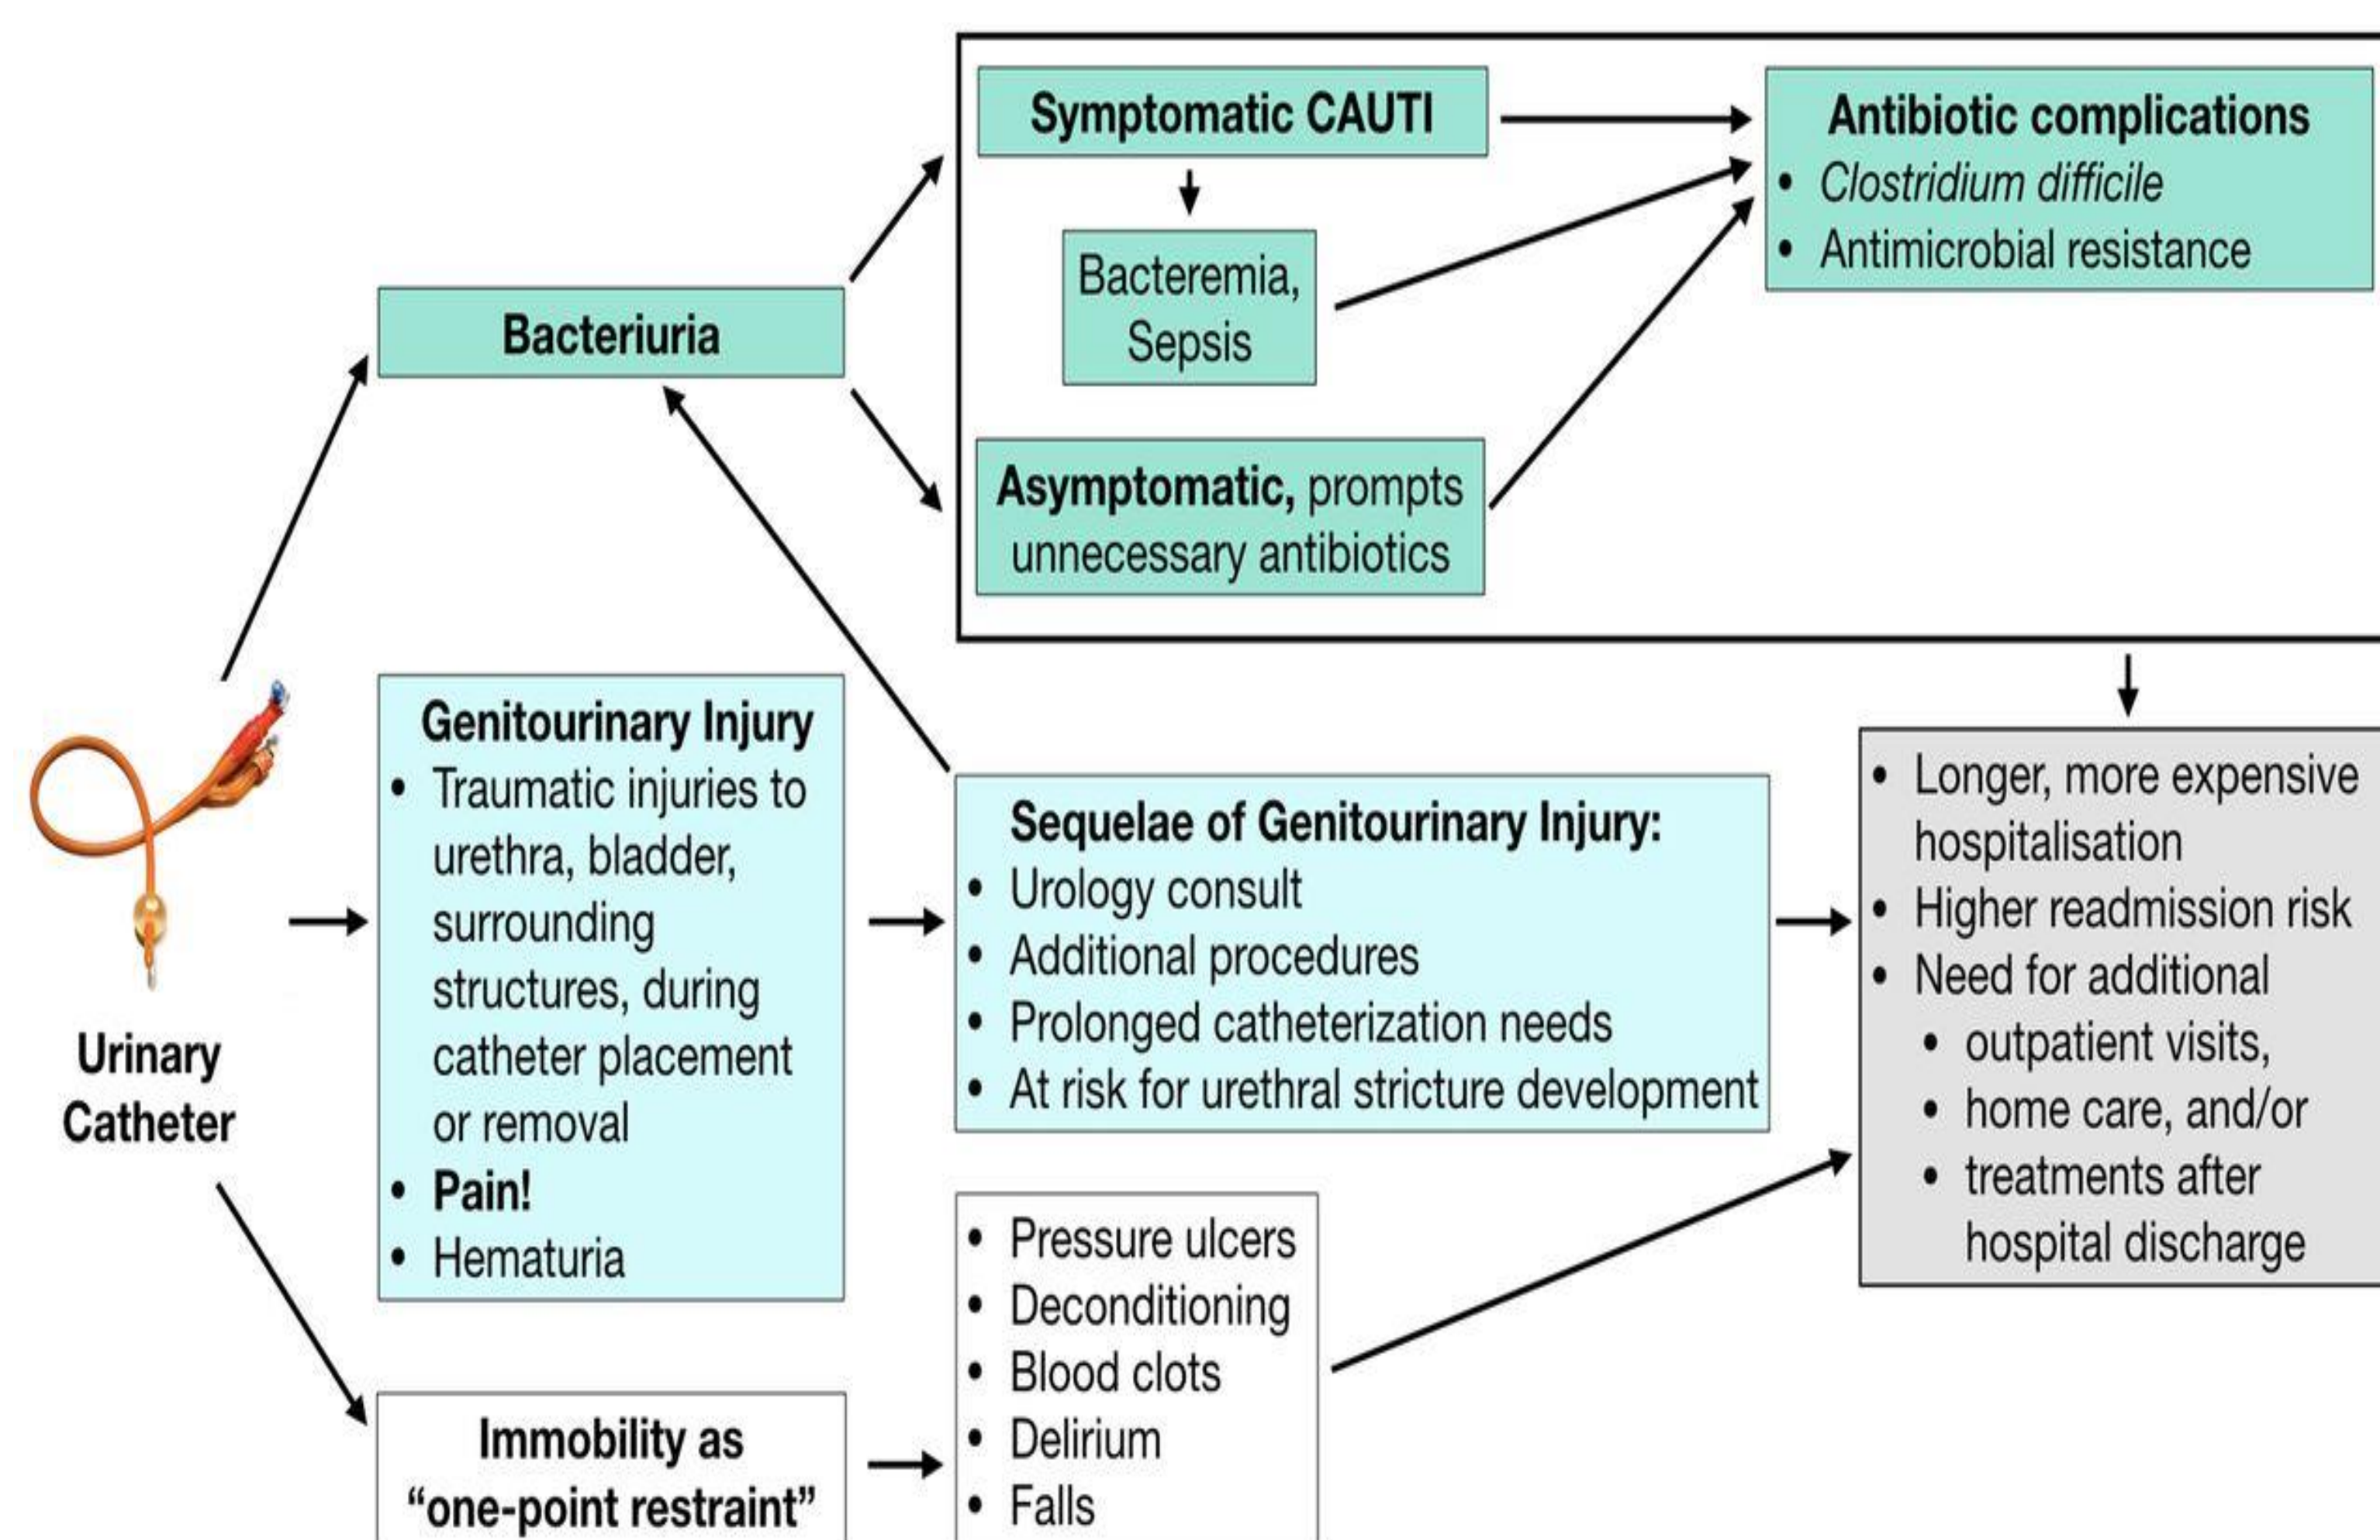 Symptomatic CAUTI
Bacteremia,
Sepsis
Asymptomatic, prompts
unnecessary antibiotics
Antibiotic complications
• Clostridium difficile
• Antimicrobial resistance
Bacteriuria
Urinary
Catheter
Genitourinary Injury
• Traumatic injuries to
urethra, bladder,
surrounding
structures, during
catheter placement
or removal
• Pain!
• Hematuria
Sequelae of Genitourinary Injury:
• Urology consult
• Additional procedures
• Prolonged catheterization needs
• At risk for urethral stricture development
• Longer, more expensive
hospitalisation
• Higher readmission risk
• Need for additional
• outpatient visits,
• home care, and/or
• treatments after
hospital discharge
Immobility as
“one-point restraint”
• Pressure ulcers
• Deconditioning
• Blood clots
• Delirium
• Falls